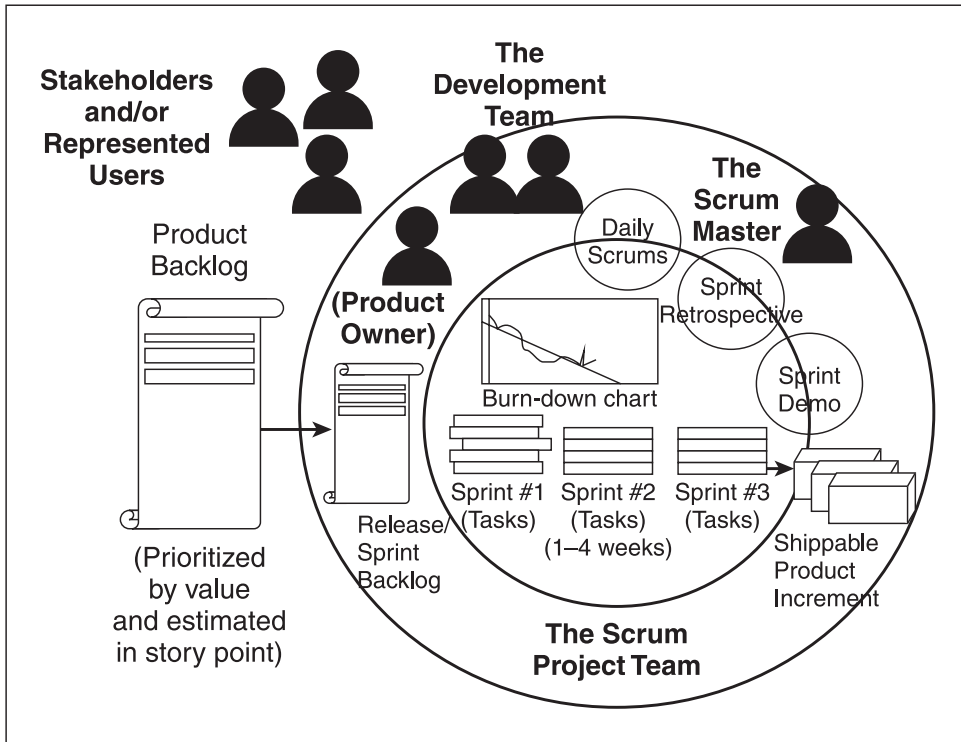 Stakeholders
and/or
Represented
Users
The
Development
Team
The
Scrum
Master
Product
Backlog
(Product
Owner)
Daily
Scrums
Sprint
Retrospective
Sprint
Demo
Burn-down chart
Sprint #1
(Tasks)
Sprint #2
(Tasks)
(1–4 weeks)
Sprint #3
(Tasks)
Release/
Sprint
Backlog
Shippable
Product
Increment
(Prioritized
by value
and estimated
in story point)
The Scrum
Project Team